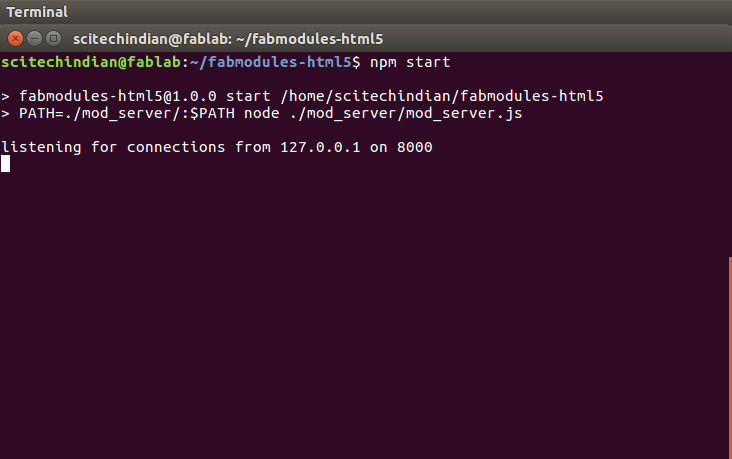 Terminal
scitechindian@fablab: ~/fabmodules-html5
scitechindian@fablab:~/fabmodules-html5$ npm start
> fabmodules-html5@1.0.0 start /home/scitechindian/fabmodules-html5
> PATH=./mod_server/:$PATH node ./mod_server/mod_server.js
listening for connections from 127.0.0.1 on 8000